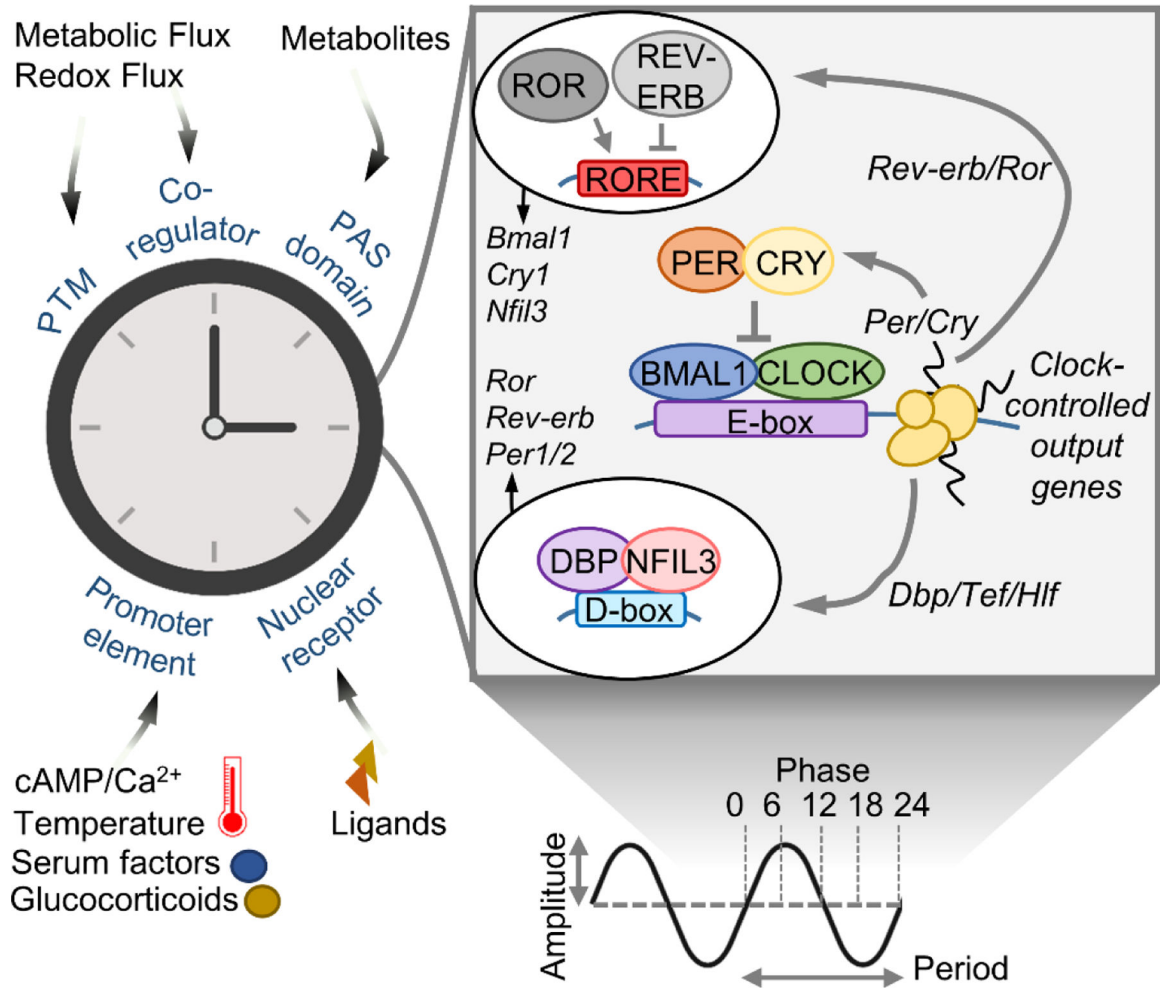 Metabolic Flux
Redox Flux
Metabolites
PTM
Co-
regulator
PAS
domain
Promoter
element
Nuclear
receptor
cAMP/Ca²⁺
Temperature
Serum factors
Glucocorticoids
Ligands
ROR
REV-
ERB
RORE
Bmal1
Cry1
Nfil3
Rev-erb/Ror
PER
CRY
Per/Cry
BMAL1
CLOCK
E-box
Clock-
controlled
output
genes
Ror
Rev-erb
Per1/2
DBP
NFIL3
D-box
Dbp/Tef/Hlf
Phase
0 6 12 18 24
Amplitude
Period